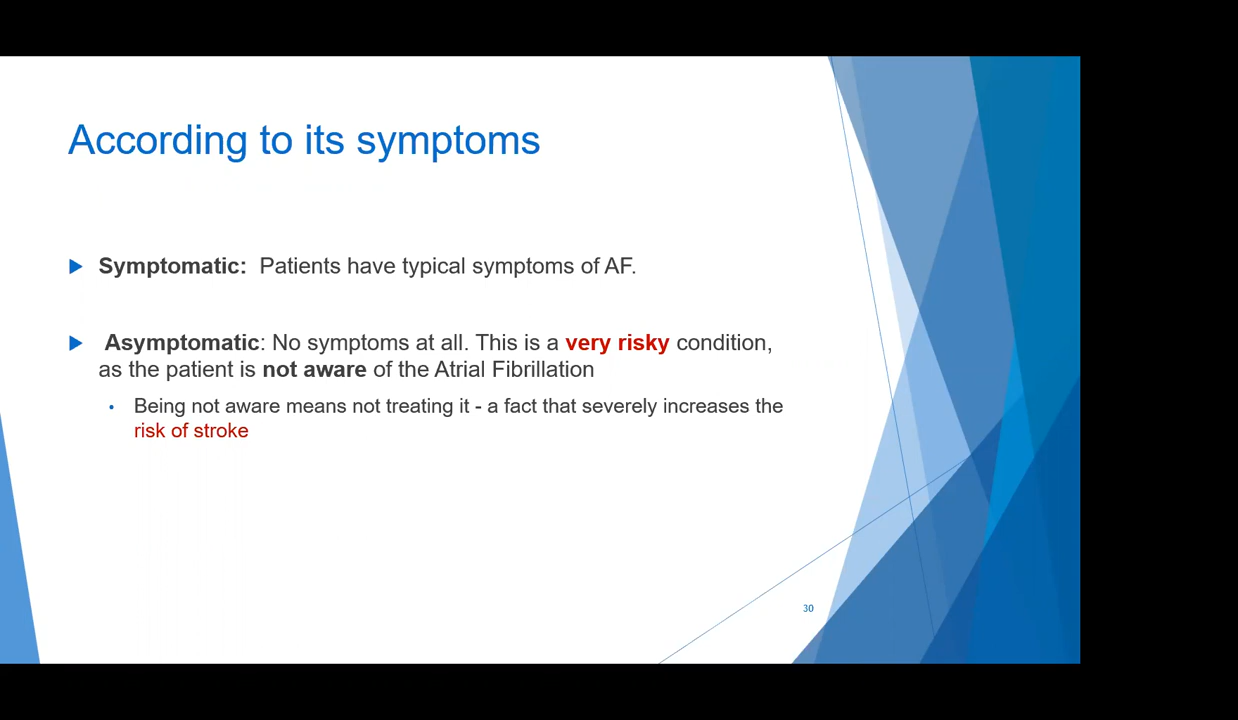 According to its symptoms
Symptomatic: Patients have typical symptoms of AF.
Asymptomatic: No symptoms at all. This is a very risky condition,
as the patient is not aware of the Atrial Fibrillation
• Being not aware means not treating it - a fact that severely increases the
risk of stroke
30